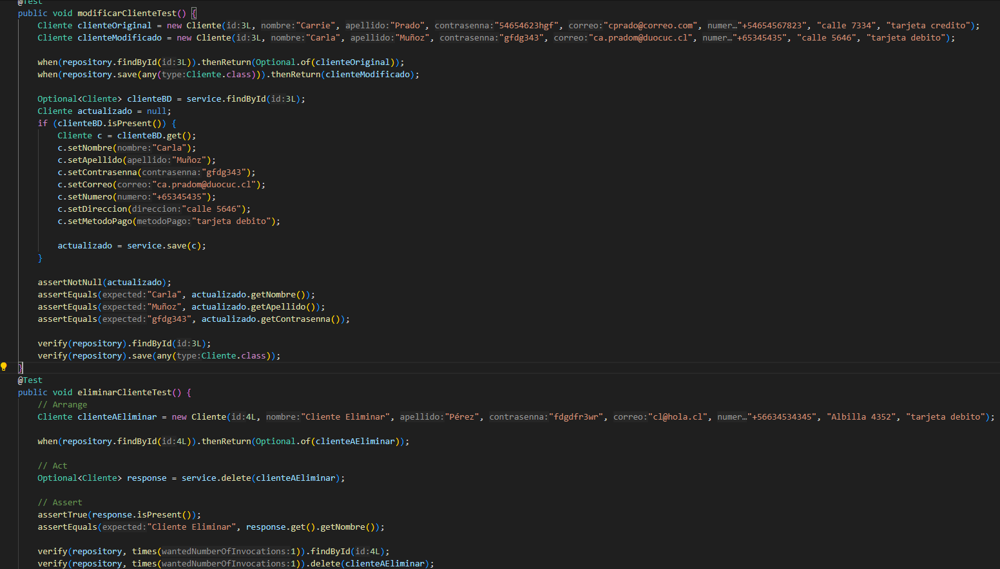 @Test
public void modificarClienteTest() {
    Cliente clienteOriginal = new Cliente(id:3L, nombre:"Carrie", apellido:"Prado", contrasenna:"54654623hgf", correo:"cprado@correo.com", numer…"+54654567823", "calle 7334", "tarjeta credito");
    Cliente clienteModificado = new Cliente(id:3L, nombre:"Carla", apellido:"Muñoz", contrasenna:"gfdg343", correo:"ca.pradom@duocuc.cl", numer…"+65345435", "calle 5646", "tarjeta debito");
    when(repository.findById(id:3L)).thenReturn(Optional.of(clienteOriginal));
    when(repository.save(any(type:Cliente.class))).thenReturn(clienteModificado);
    Optional<Cliente> clienteBD = service.findById(id:3L);
    Cliente actualizado = null;
    if (clienteBD.isPresent()) {
        Cliente c = clienteBD.get();
        c.setNombre(nombre:"Carla");
        c.setApellido(apellido:"Muñoz");
        c.setContrasenna(contrasenna:"gfdg343");
        c.setCorreo(correo:"ca.pradom@duocuc.cl");
        c.setNumero(numero:"+65345435");
        c.setDireccion(direccion:"calle 5646");
        c.setMetodoPago(metodoPago:"tarjeta debito");
        actualizado = service.save(c);
    }
    assertNotNull(actualizado);
    assertEquals(expected:"Carla", actualizado.getNombre());
    assertEquals(expected:"Muñoz", actualizado.getApellido());
    assertEquals(expected:"gfdg343", actualizado.getContrasenna());
    verify(repository).findById(id:3L);
    verify(repository).save(any(type:Cliente.class));
}
@Test
public void eliminarClienteTest() {
    // Arrange
    Cliente clienteAEliminar = new Cliente(id:4L, nombre:"Cliente Eliminar", apellido:"Pérez", contrasenna:"fdgdfr3wr", correo:"cl@hola.cl", numer…"+56634534345", "Albilla 4352", "tarjeta debito");
    when(repository.findById(id:4L)).thenReturn(Optional.of(clienteAEliminar));
    // Act
    Optional<Cliente> response = service.delete(clienteAEliminar);
    // Assert
    assertTrue(response.isPresent());
    assertEquals(expected:"Cliente Eliminar", response.get().getNombre());
    verify(repository, times(wantedNumberOfInvocations:1)).findById(id:4L);
    verify(repository, times(wantedNumberOfInvocations:1)).delete(clienteAEliminar);